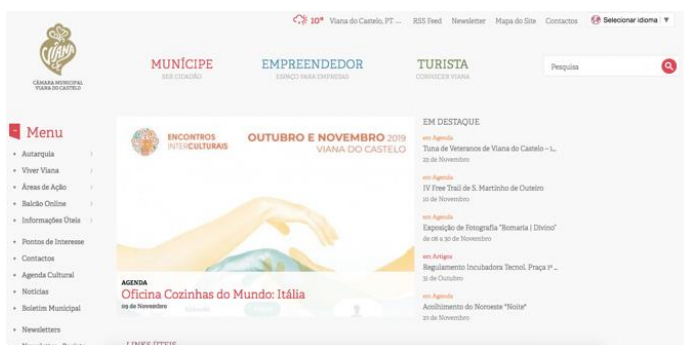 10° Viana do Castelo, PT ... RSS Feed Newsletter Mapa do Site Contactos Selecionar idioma ▼
VIANA
CÂMARA MUNICIPAL
VIANA DO CASTELO
MUNÍCIPE
SER CIDADÃO
EMPREENDEDOR
ESPAÇO PARA EMPRESAS
TURISTA
CONHECER VIANA
Pesquisa
Menu
Autarquia
Viver Viana
Áreas de Ação
Balcão Online
Informações Úteis
Pontos de Interesse
Contactos
Agenda Cultural
Notícias
Boletim Municipal
Newsletters
ENCONTROS
INTERCULTURAIS
OUTUBRO E NOVEMBRO 2019
VIANA DO CASTELO
AGENDA
Oficina Cozinhas do Mundo: Itália
09 de Novembro
EM DESTAQUE
em Agenda
Tuna de Veteranos de Viana do Castelo – 1...
22 de Novembro
em Agenda
IV Free Trail de S. Martinho de Outeiro
10 de Novembro
em Agenda
Exposição de Fotografia "Romaria | Divino"
de 08 a 30 de Novembro
em Artigos
Regulamento Incubadora Tecnol. Praça 1º ...
31 de Outubro
em Agenda
Acolhimento do Noroeste "Noite"
de Novembro
LINKS ÚTEIS